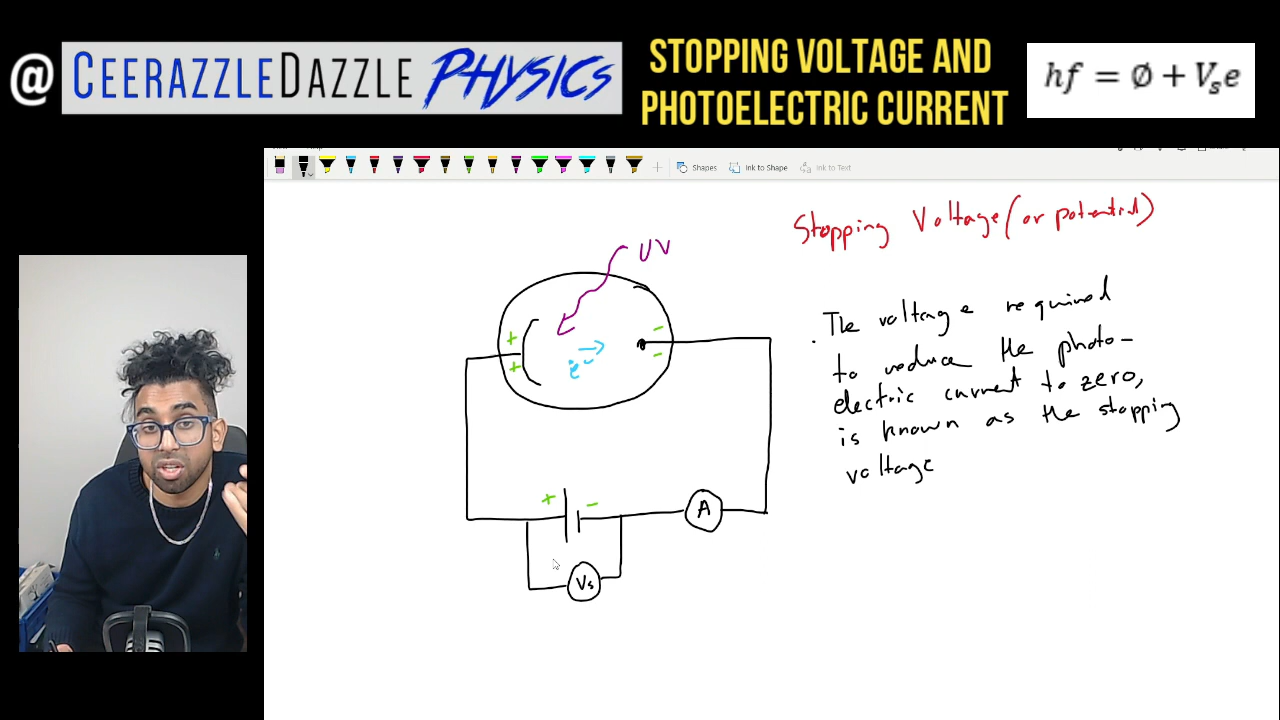 @ CEERAZZLEDAZZLE PHYSICS
STOPPING VOLTAGE AND
PHOTOELECTRIC CURRENT
hf = Ø + Vₛe
Shapes
Ink to Shape
Ink to Text
Stopping Voltage (or potential)
UV
+
+
e⁻
-
-
+
-
A
Vs
. The voltage required
to reduce the photo-
electric current to zero,
is known as the stopping
voltage